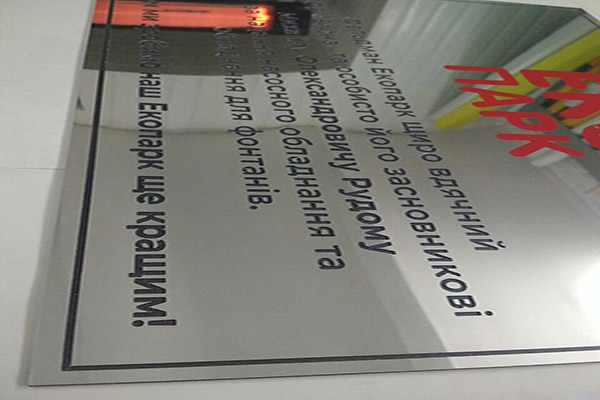 ЕКО
ПАРК
Екопарк щиро вдячний
та особисто його засновникові
Олександровичу Рудому
насосного обладнання та
для фонтанів.
наш Екопарк ще кращим!